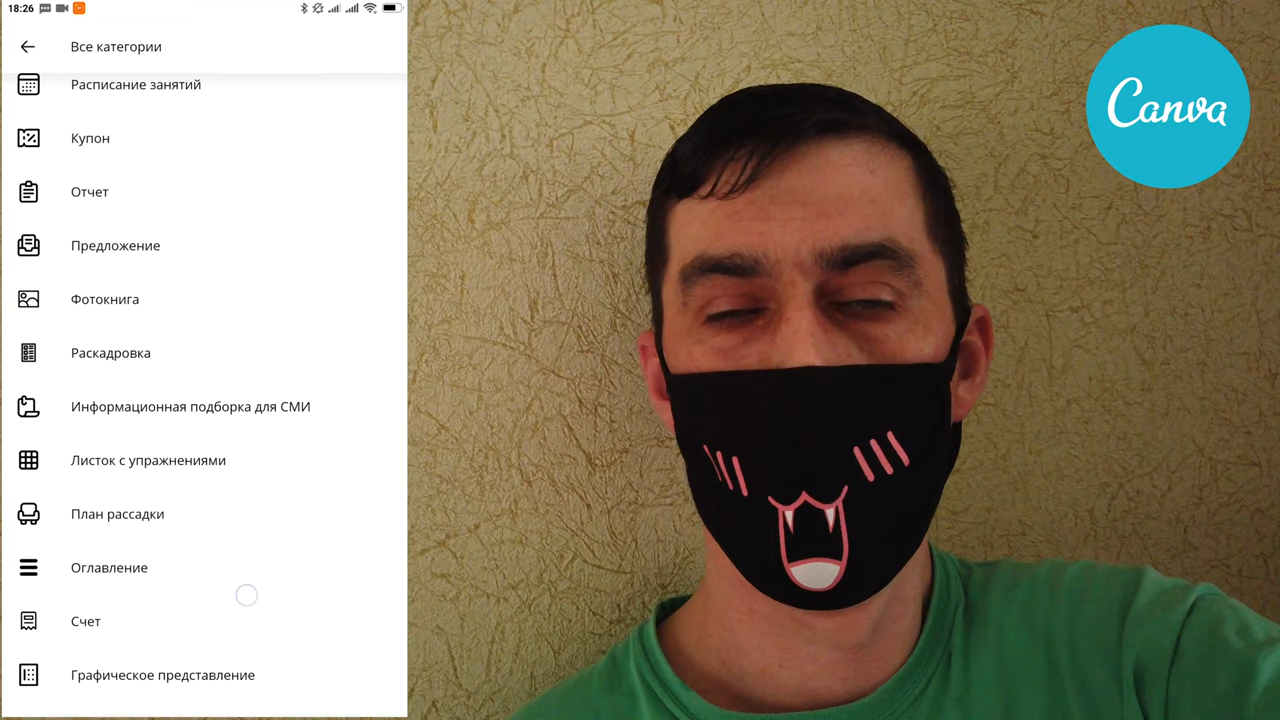 18:26
Все категории
Расписание занятий
Купон
Отчет
Предложение
Фотокнига
Раскадровка
Информационная подборка для СМИ
Листок с упражнениями
План рассадки
Оглавление
Счет
Графическое представление
Canva